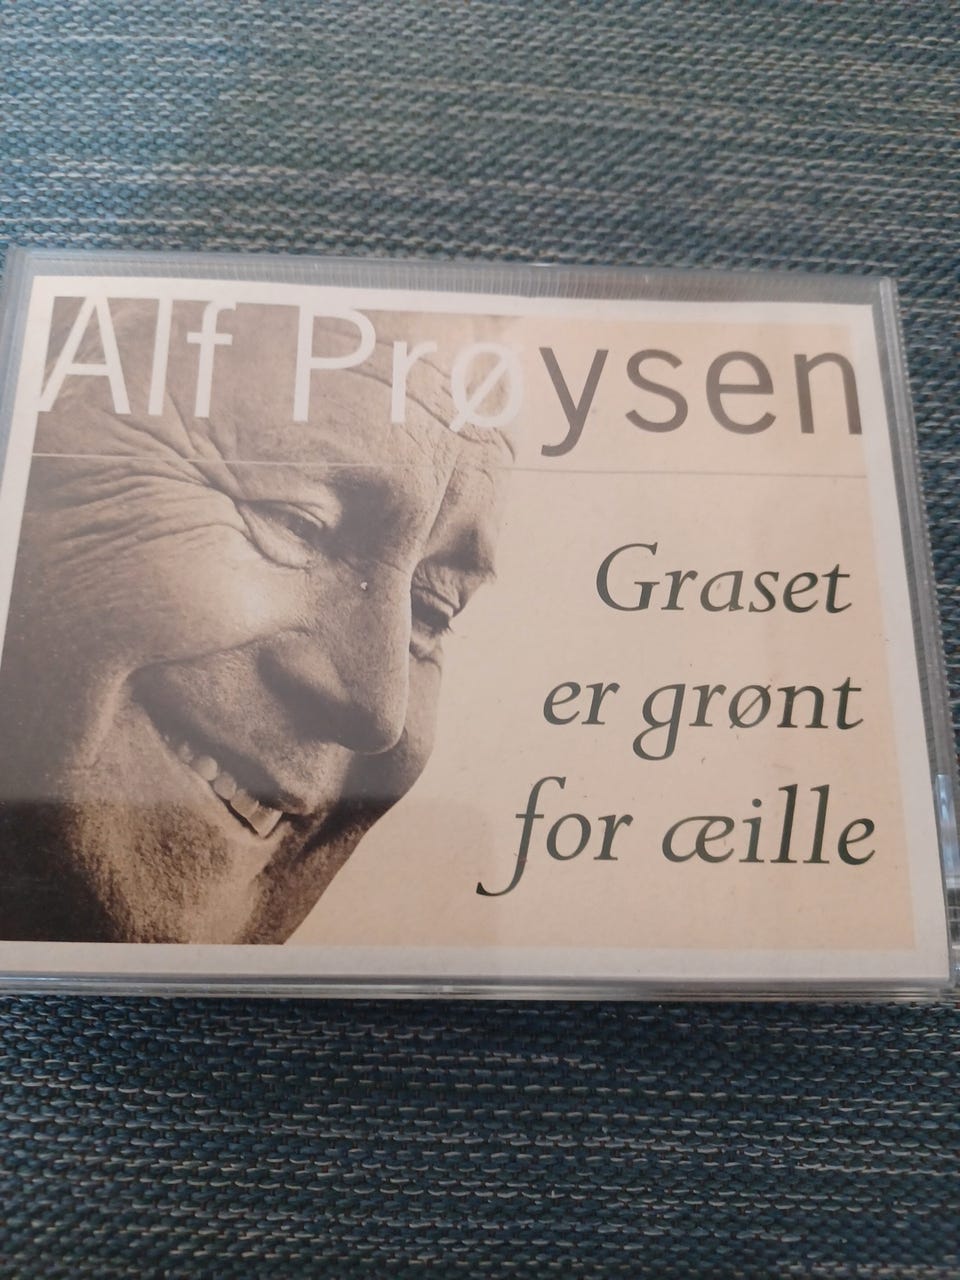 Alf Prøysen
Graset
er grønt
for æille